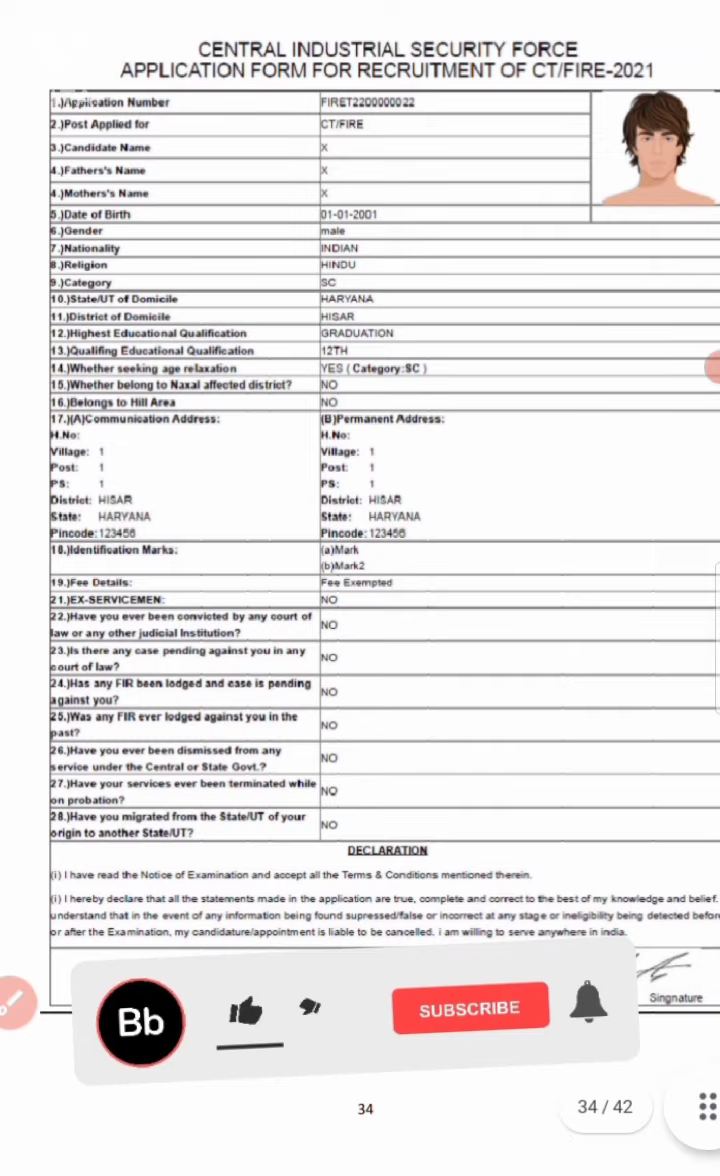 CENTRAL INDUSTRIAL SECURITY FORCE
APPLICATION FORM FOR RECRUITMENT OF CT/FIRE-2021
1.)Application Number FIRET2200000022
2.)Post Applied for CT/FIRE
3.)Candidate Name X
4.)Fathers's Name X
4.)Mothers's Name X
5.)Date of Birth 01-01-2001
6.)Gender male
7.)Nationality INDIAN
8.)Religion HINDU
9.)Category SC
10.)State/UT of Domicile HARYANA
11.)District of Domicile HISAR
12.)Highest Educational Qualification GRADUATION
13.)Qualifing Educational Qualification 12TH
14.)Whether seeking age relaxation YES ( Category:SC )
15.)Whether belong to Naxal affected district? NO
16.)Belongs to Hill Area NO
17.)(A)Communication Address: (B)Permanent Address:
H.No: H.No:
Village: 1 Village: 1
Post: 1 Post: 1
PS: 1 PS: 1
District: HISAR District: HISAR
State: HARYANA State: HARYANA
Pincode:123456 Pincode:123456
18.)Identification Marks: (a)Mark
(b)Mark2
19.)Fee Details: Fee Exempted
21.)EX-SERVICEMEN: NO
22.)Have you ever been convicted by any court of
law or any other judicial Institution? NO
23.)Is there any case pending against you in any
court of law? NO
24.)Has any FIR been lodged and case is pending
against you? NO
25.)Was any FIR ever lodged against you in the
past? NO
26.)Have you ever been dismissed from any
service under the Central or State Govt.? NO
27.)Have your services ever been terminated while
on probation? NO
28.)Have you migrated from the State/UT of your
origin to another State/UT? NO
DECLARATION
(i) I have read the Notice of Examination and accept all the Terms & Conditions mentioned therein.
(i) I hereby declare that all the statements made in the application are true, complete and correct to the best of my knowledge and belief.
understand that in the event of any information being found supressed/false or incorrect at any stage or ineligibility being detected before
or after the Examination, my candidature/appointment is liable to be cancelled. i am willing to serve anywhere in india.
Singnature
Bb
SUBSCRIBE
34
34 / 42